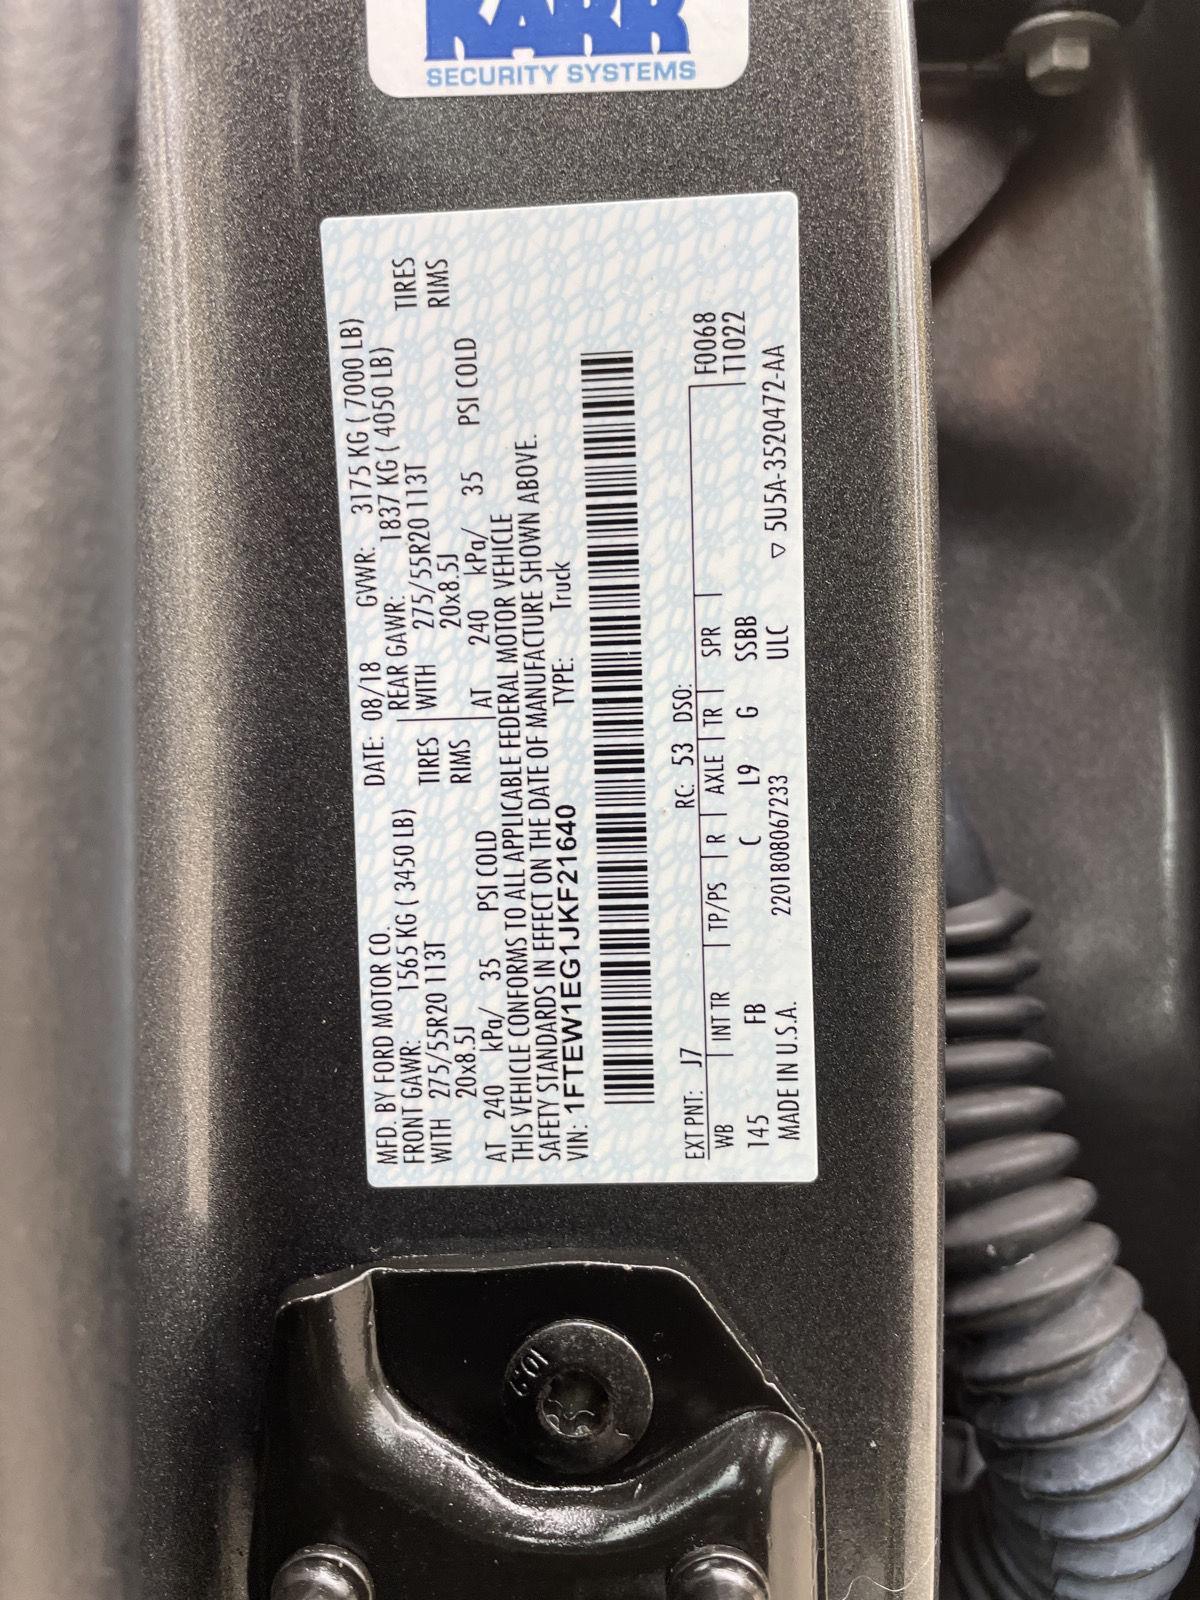 KARR
SECURITY SYSTEMS
MFD. BY FORD MOTOR CO. DATE: 08/18 GVWR: 3175 KG ( 7000 LB)
FRONT GAWR: 1565 KG ( 3450 LB) REAR GAWR: 1837 KG ( 4050 LB)
WITH 275/55R20 113T TIRES WITH 275/55R20 113T TIRES
20x8.5J RIMS 20x8.5J RIMS
AT 240 kPa/ 35 PSI COLD AT 240 kPa/ 35 PSI COLD
THIS VEHICLE CONFORMS TO ALL APPLICABLE FEDERAL MOTOR VEHICLE
SAFETY STANDARDS IN EFFECT ON THE DATE OF MANUFACTURE SHOWN ABOVE.
VIN: 1FTEW1EG1JKF21640 TYPE: Truck
EXT PNT: J7 RC: 53 DSO: F0068
WB INT TR TP/PS R AXLE TR SPR T1022
145 FB C L9 G SSBB
MADE IN U.S.A. 2201808067233 ULC ▽ 5U5A-3520472-AA
10.9